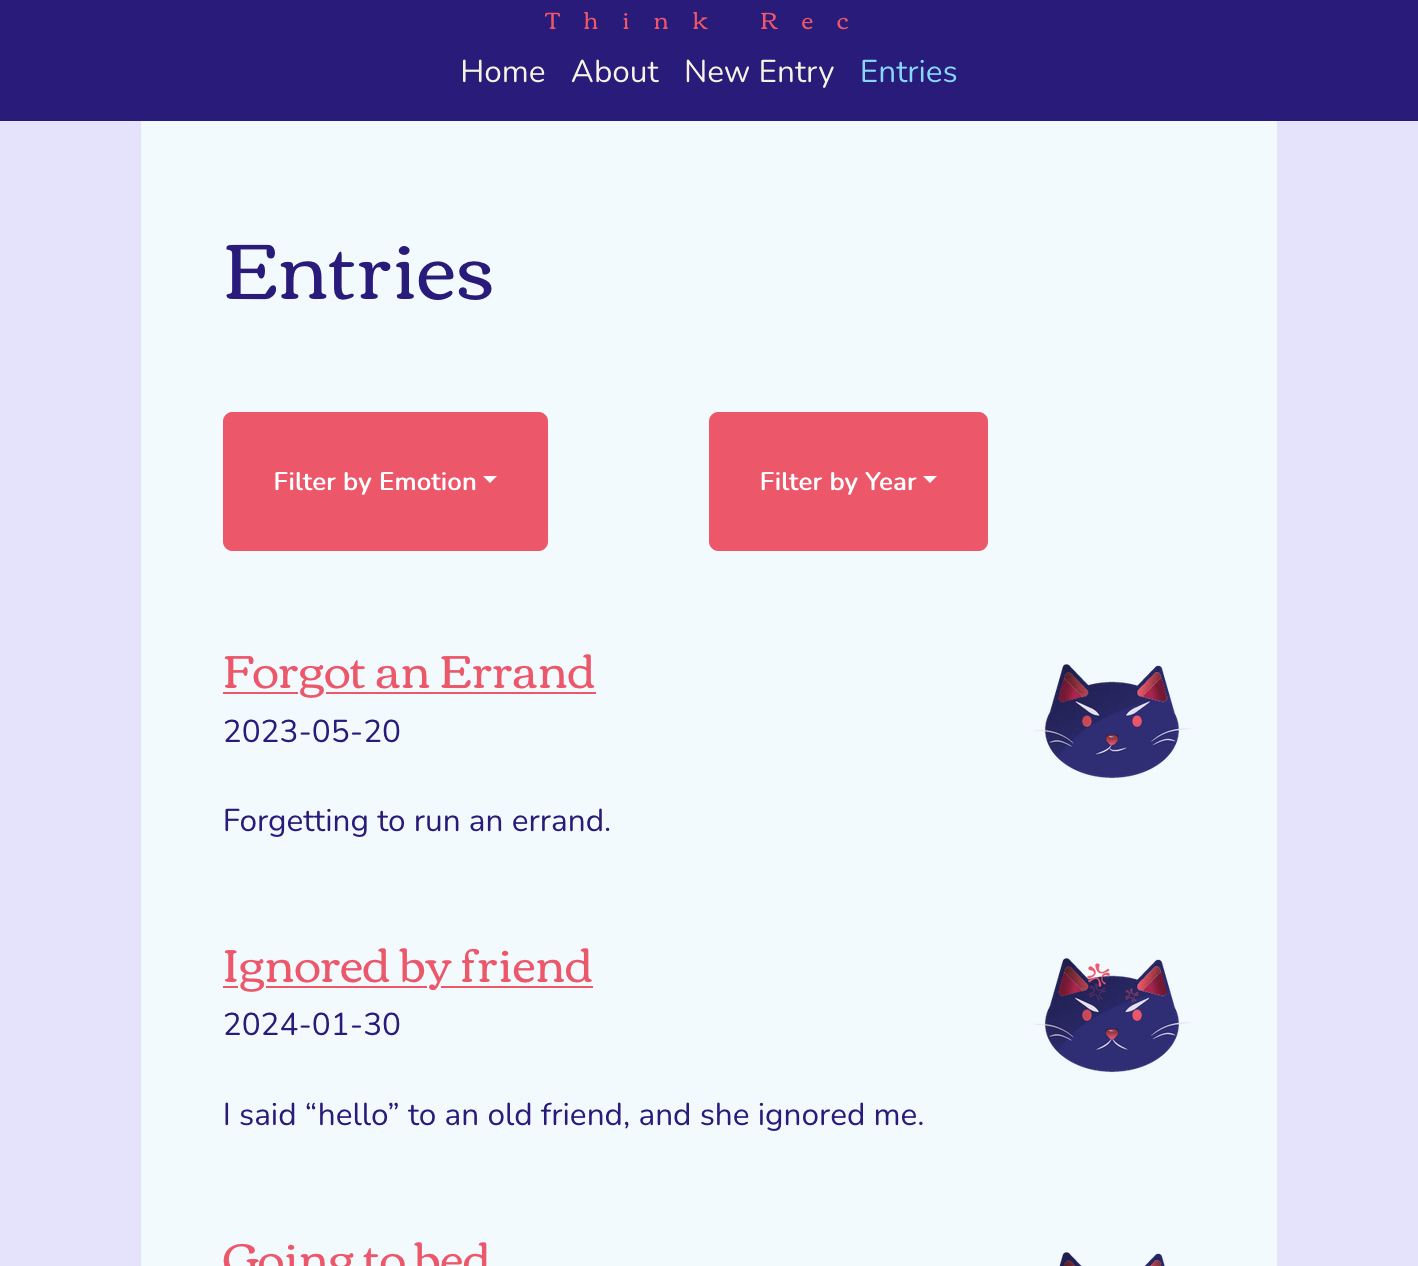 Think Rec
Home About New Entry Entries
Entries
Filter by Emotion Filter by Year
Forgot an Errand
2023-05-20
Forgetting to run an errand.
Ignored by friend
2024-01-30
I said “hello” to an old friend, and she ignored me.
Going to bed